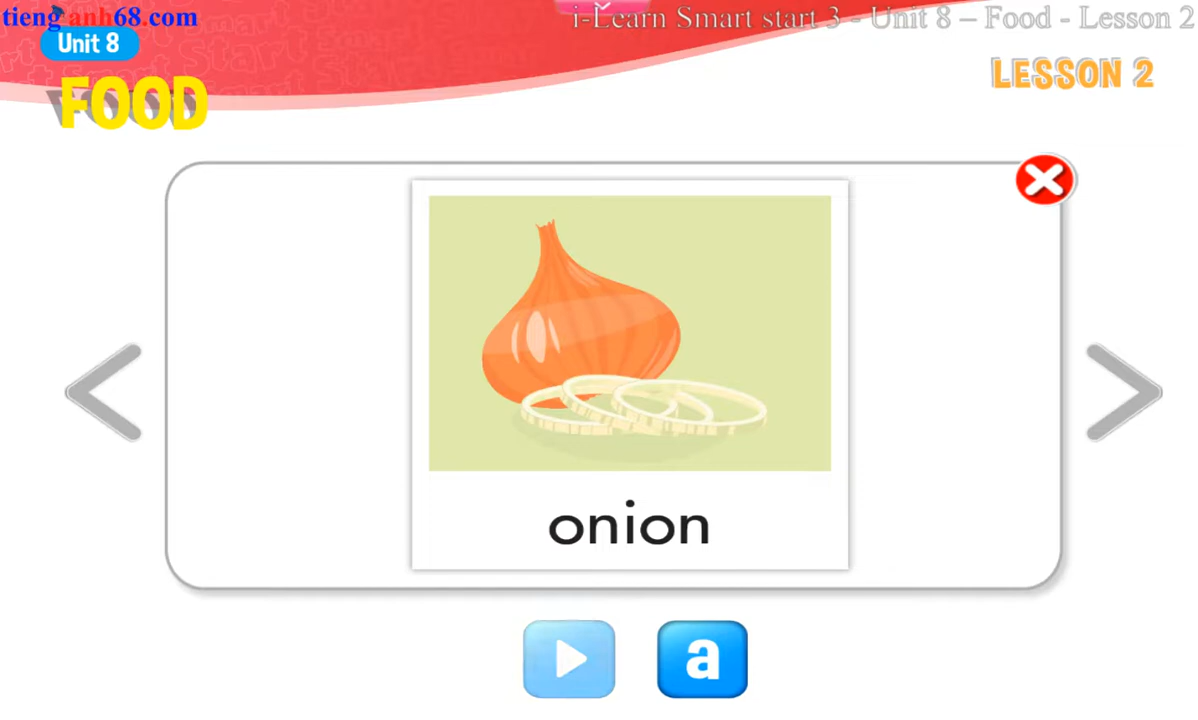 tienganh68.com
i-Learn Smart start 3 - Unit 8 – Food - Lesson 2
Unit 8
LESSON 2
FOOD
onion
a